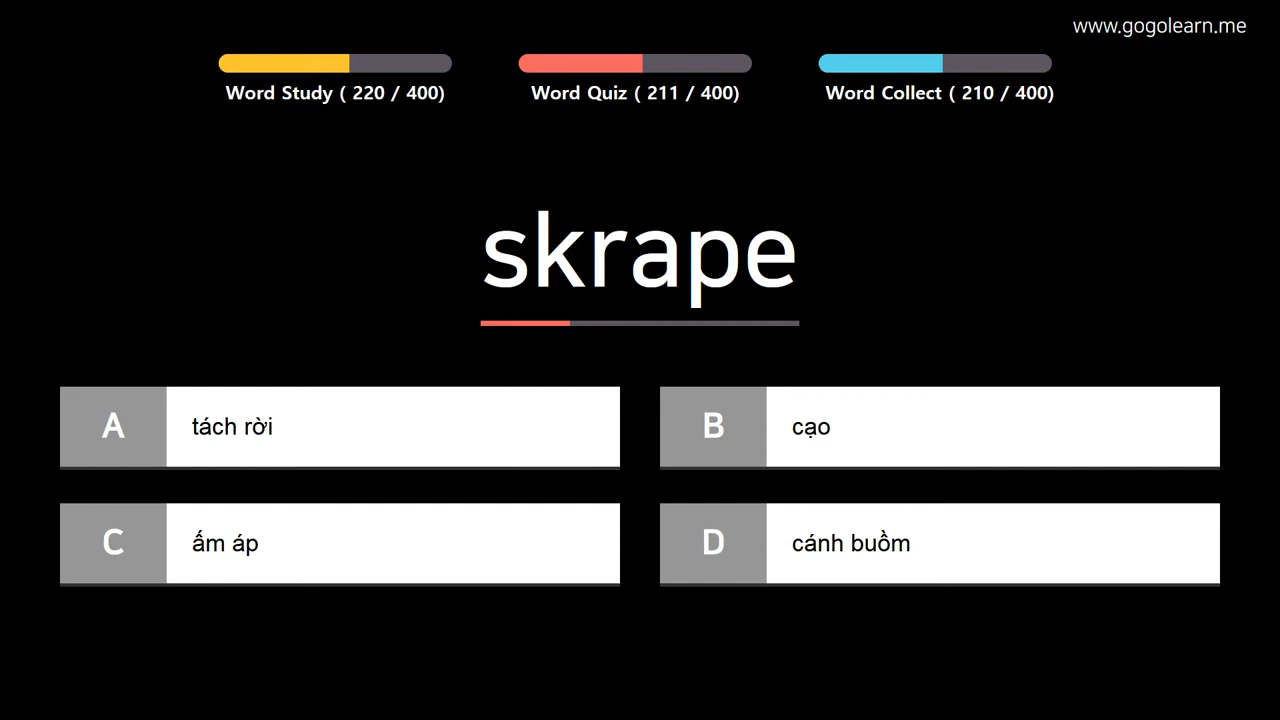 www.gogolearn.me
Word Study ( 220 / 400)
Word Quiz ( 211 / 400)
Word Collect ( 210 / 400)
skrape
A tách rời
B cạo
C ấm áp
D cánh buồm